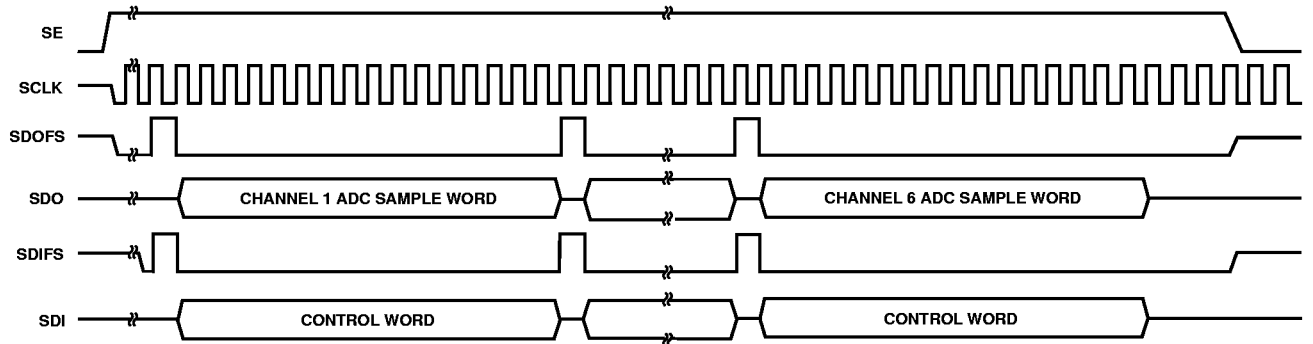 SE
SCLK
SDOFS
SDO
CHANNEL 1 ADC SAMPLE WORD
CHANNEL 6 ADC SAMPLE WORD
SDIFS
SDI
CONTROL WORD
CONTROL WORD